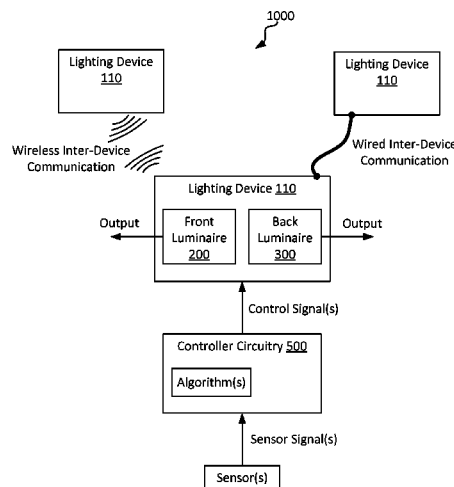 1000
Lighting Device
110
Lighting Device
110
Wireless Inter-Device
Communication
Wired Inter-Device
Communication
Lighting Device 110
Output
Front
Luminaire
200
Back
Luminaire
300
Output
Control Signal(s)
Controller Circuitry 500
Algorithm(s)
Sensor Signal(s)
Sensor(s)